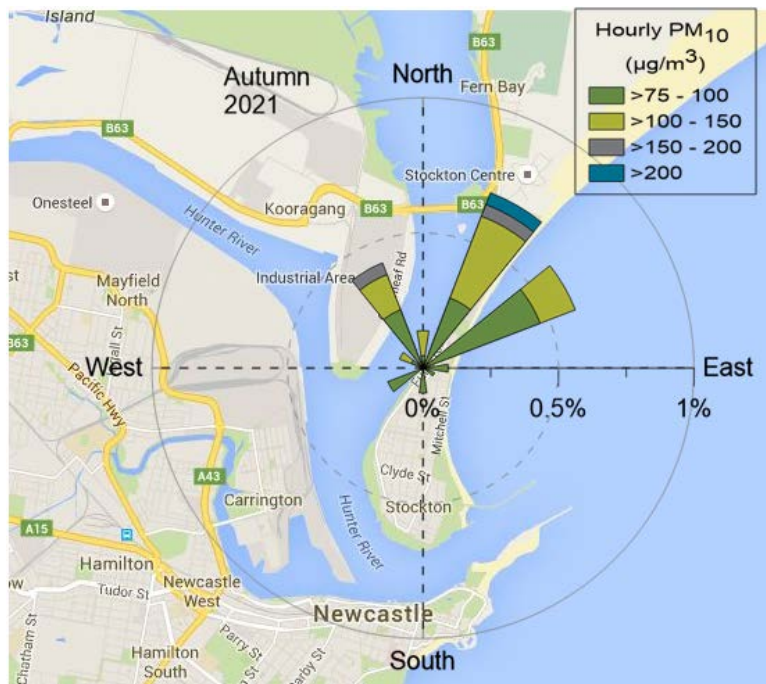 Island
Autumn
2021
North
Hourly PM10
(µg/m3)
>75 - 100
>100 - 150
>150 - 200
>200
B63
Fern Bay
B63
Stockton Centre
Onesteel
Kooragang
B63
B63
Hunter River
Industrial Area
Mayfield
North
B63
West
East
Pacific Hwy
0%
0.5%
1%
Mitchell St
A43
Clyde St
Carrington
Stockton
Hunter River
A15
Hamilton
Tudor St
Newcastle
West
Newcastle
Parry St
Chatham St
Hamilton
South
South